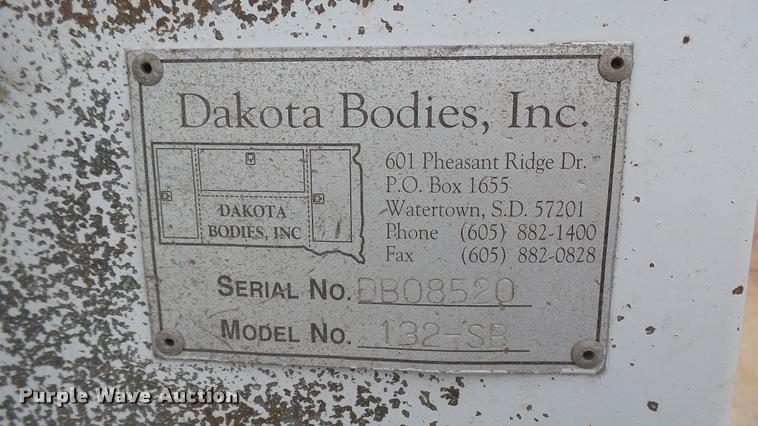 Dakota Bodies, Inc.
DAKOTA
BODIES, INC
601 Pheasant Ridge Dr.
P.O. Box 1655
Watertown, S.D. 57201
Phone (605) 882-1400
Fax (605) 882-0828
SERIAL NO. DB08520
MODEL NO. 132-SB
Purple Wave Auction